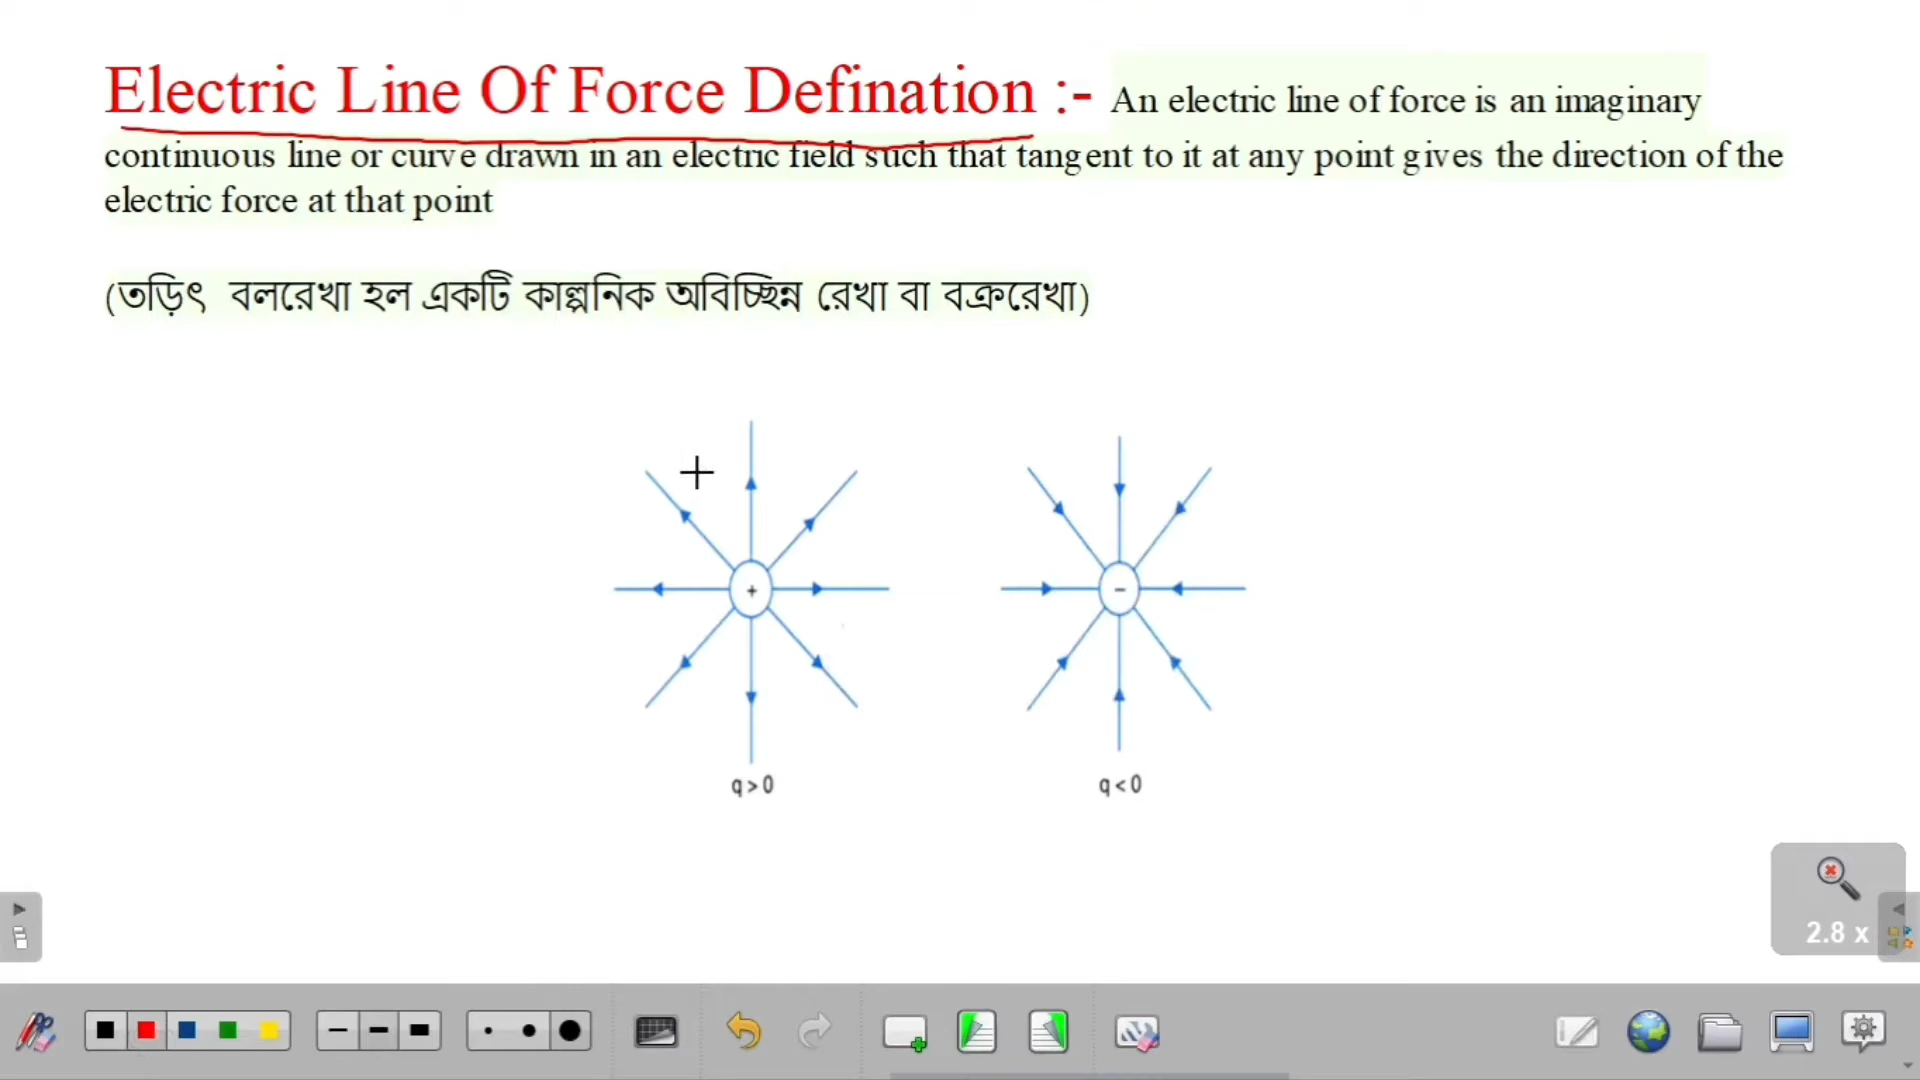 Electric Line Of Force Defination :- An electric line of force is an imaginary
continuous line or curve drawn in an electric field such that tangent to it at any point gives the direction of the
electric force at that point
(তড়িৎ বলরেখা হল একটি কাল্পনিক অবিচ্ছিন্ন রেখা বা বক্ররেখা)
+ -
q > 0 q < 0
2.8 x